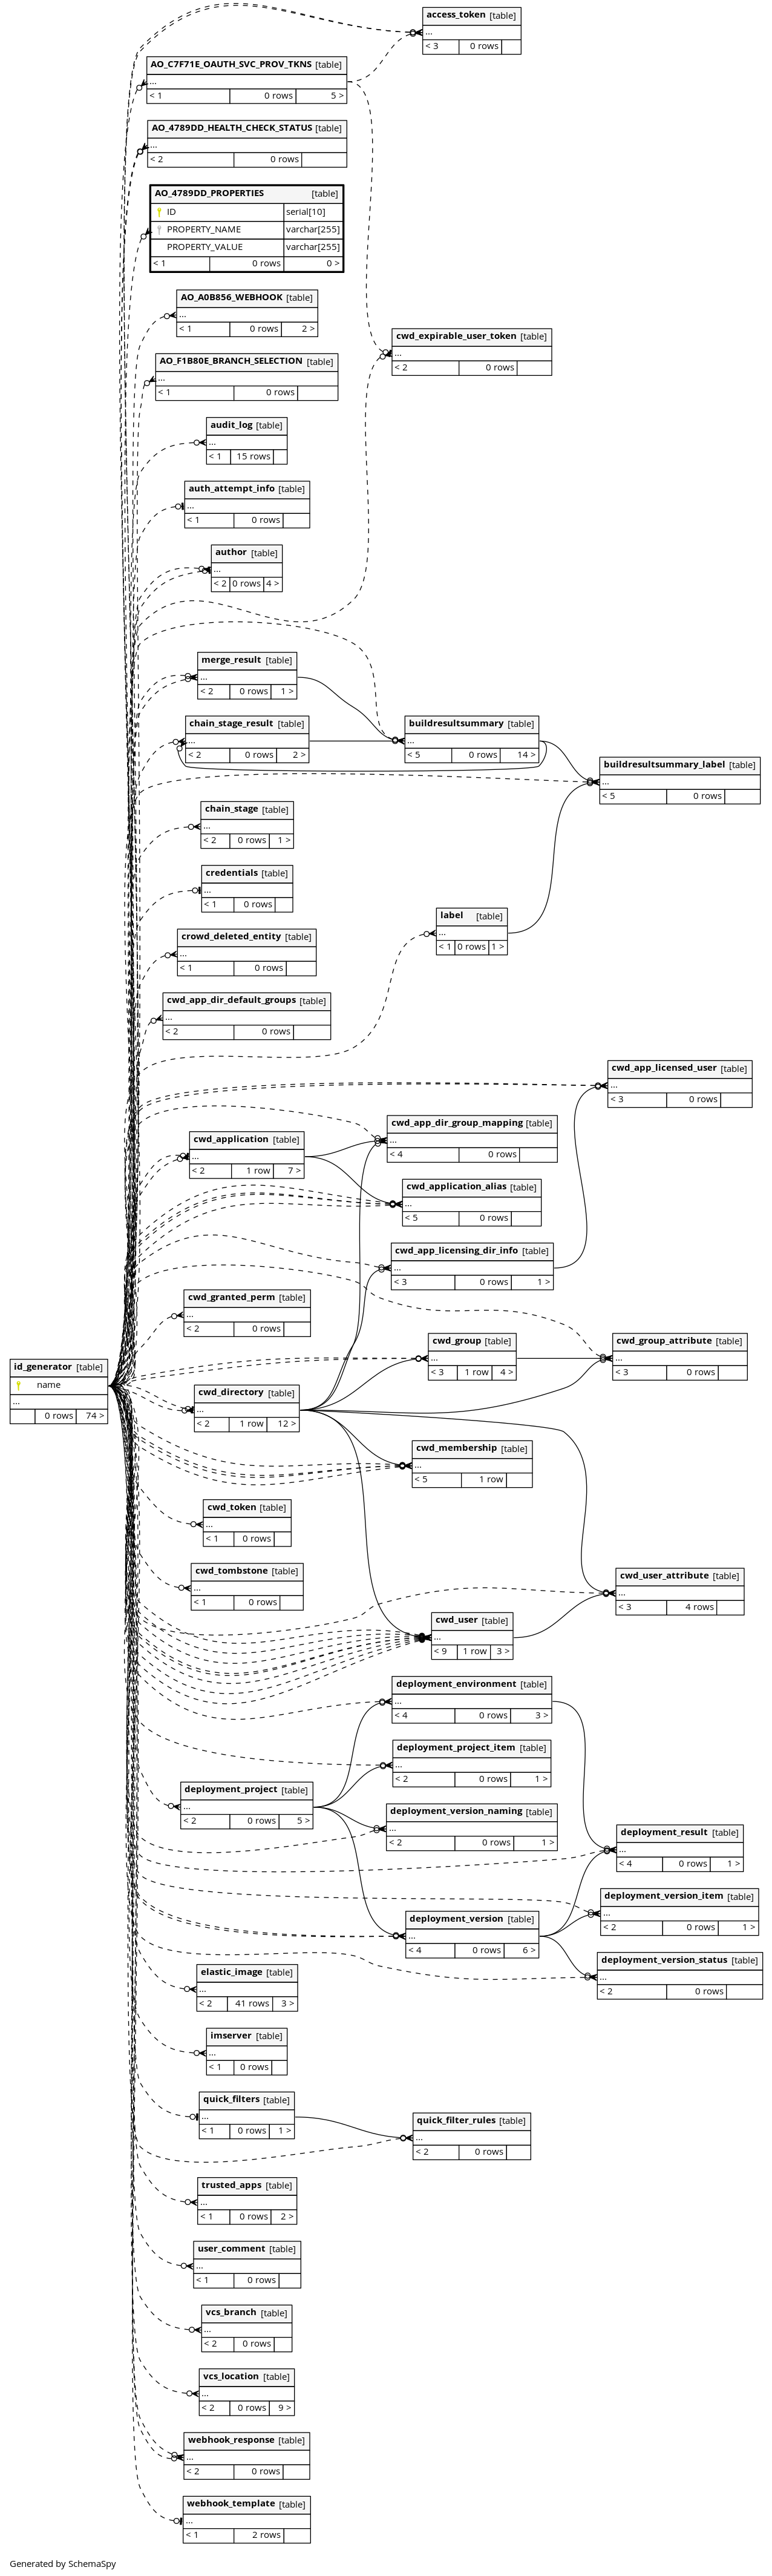 access_token [table]
...
< 3 0 rows
AO_C7F71E_OAUTH_SVC_PROV_TKNS [table]
...
< 1 0 rows 5 >
AO_4789DD_HEALTH_CHECK_STATUS [table]
...
< 2 0 rows
AO_4789DD_PROPERTIES [table]
ID serial[10]
PROPERTY_NAME varchar[255]
PROPERTY_VALUE varchar[255]
< 1 0 rows 0 >
AO_A0B856_WEBHOOK [table]
...
< 1 0 rows 2 >
cwd_expirable_user_token [table]
...
< 2 0 rows
AO_F1B80E_BRANCH_SELECTION [table]
...
< 1 0 rows
audit_log [table]
...
< 1 15 rows
auth_attempt_info [table]
...
< 1 0 rows
author [table]
...
< 2 0 rows 4 >
merge_result [table]
...
< 2 0 rows 1 >
chain_stage_result [table]
...
< 2 0 rows 2 >
buildresultsummary [table]
...
< 5 0 rows 14 >
buildresultsummary_label [table]
...
< 5 0 rows
chain_stage [table]
...
< 2 0 rows 1 >
credentials [table]
...
< 1 0 rows
label [table]
...
< 1 0 rows 1 >
crowd_deleted_entity [table]
...
< 1 0 rows
cwd_app_dir_default_groups [table]
...
< 2 0 rows
cwd_app_licensed_user [table]
...
< 3 0 rows
cwd_app_dir_group_mapping [table]
...
< 4 0 rows
cwd_application [table]
...
< 2 1 row 7 >
cwd_application_alias [table]
...
< 5 0 rows
cwd_app_licensing_dir_info [table]
...
< 3 0 rows 1 >
cwd_granted_perm [table]
...
< 2 0 rows
cwd_group [table]
...
< 3 1 row 4 >
cwd_group_attribute [table]
...
< 3 0 rows
id_generator [table]
name
...
0 rows 74 >
cwd_directory [table]
...
< 2 1 row 12 >
cwd_membership [table]
...
< 5 1 row
cwd_token [table]
...
< 1 0 rows
cwd_tombstone [table]
...
< 1 0 rows
cwd_user_attribute [table]
...
< 3 4 rows
cwd_user [table]
...
< 9 1 row 3 >
deployment_environment [table]
...
< 4 0 rows 3 >
deployment_project_item [table]
...
< 2 0 rows 1 >
deployment_project [table]
...
< 2 0 rows 5 >
deployment_version_naming [table]
...
< 2 0 rows 1 >
deployment_result [table]
...
< 4 0 rows 1 >
deployment_version_item [table]
...
< 2 0 rows 1 >
deployment_version [table]
...
< 4 0 rows 6 >
deployment_version_status [table]
...
< 2 0 rows
elastic_image [table]
...
< 2 41 rows 3 >
imserver [table]
...
< 1 0 rows
quick_filters [table]
...
< 1 0 rows 1 >
quick_filter_rules [table]
...
< 2 0 rows
trusted_apps [table]
...
< 1 0 rows 2 >
user_comment [table]
...
< 1 0 rows
vcs_branch [table]
...
< 2 0 rows
vcs_location [table]
...
< 2 0 rows 9 >
webhook_response [table]
...
< 2 0 rows
webhook_template [table]
...
< 1 2 rows
Generated by SchemaSpy